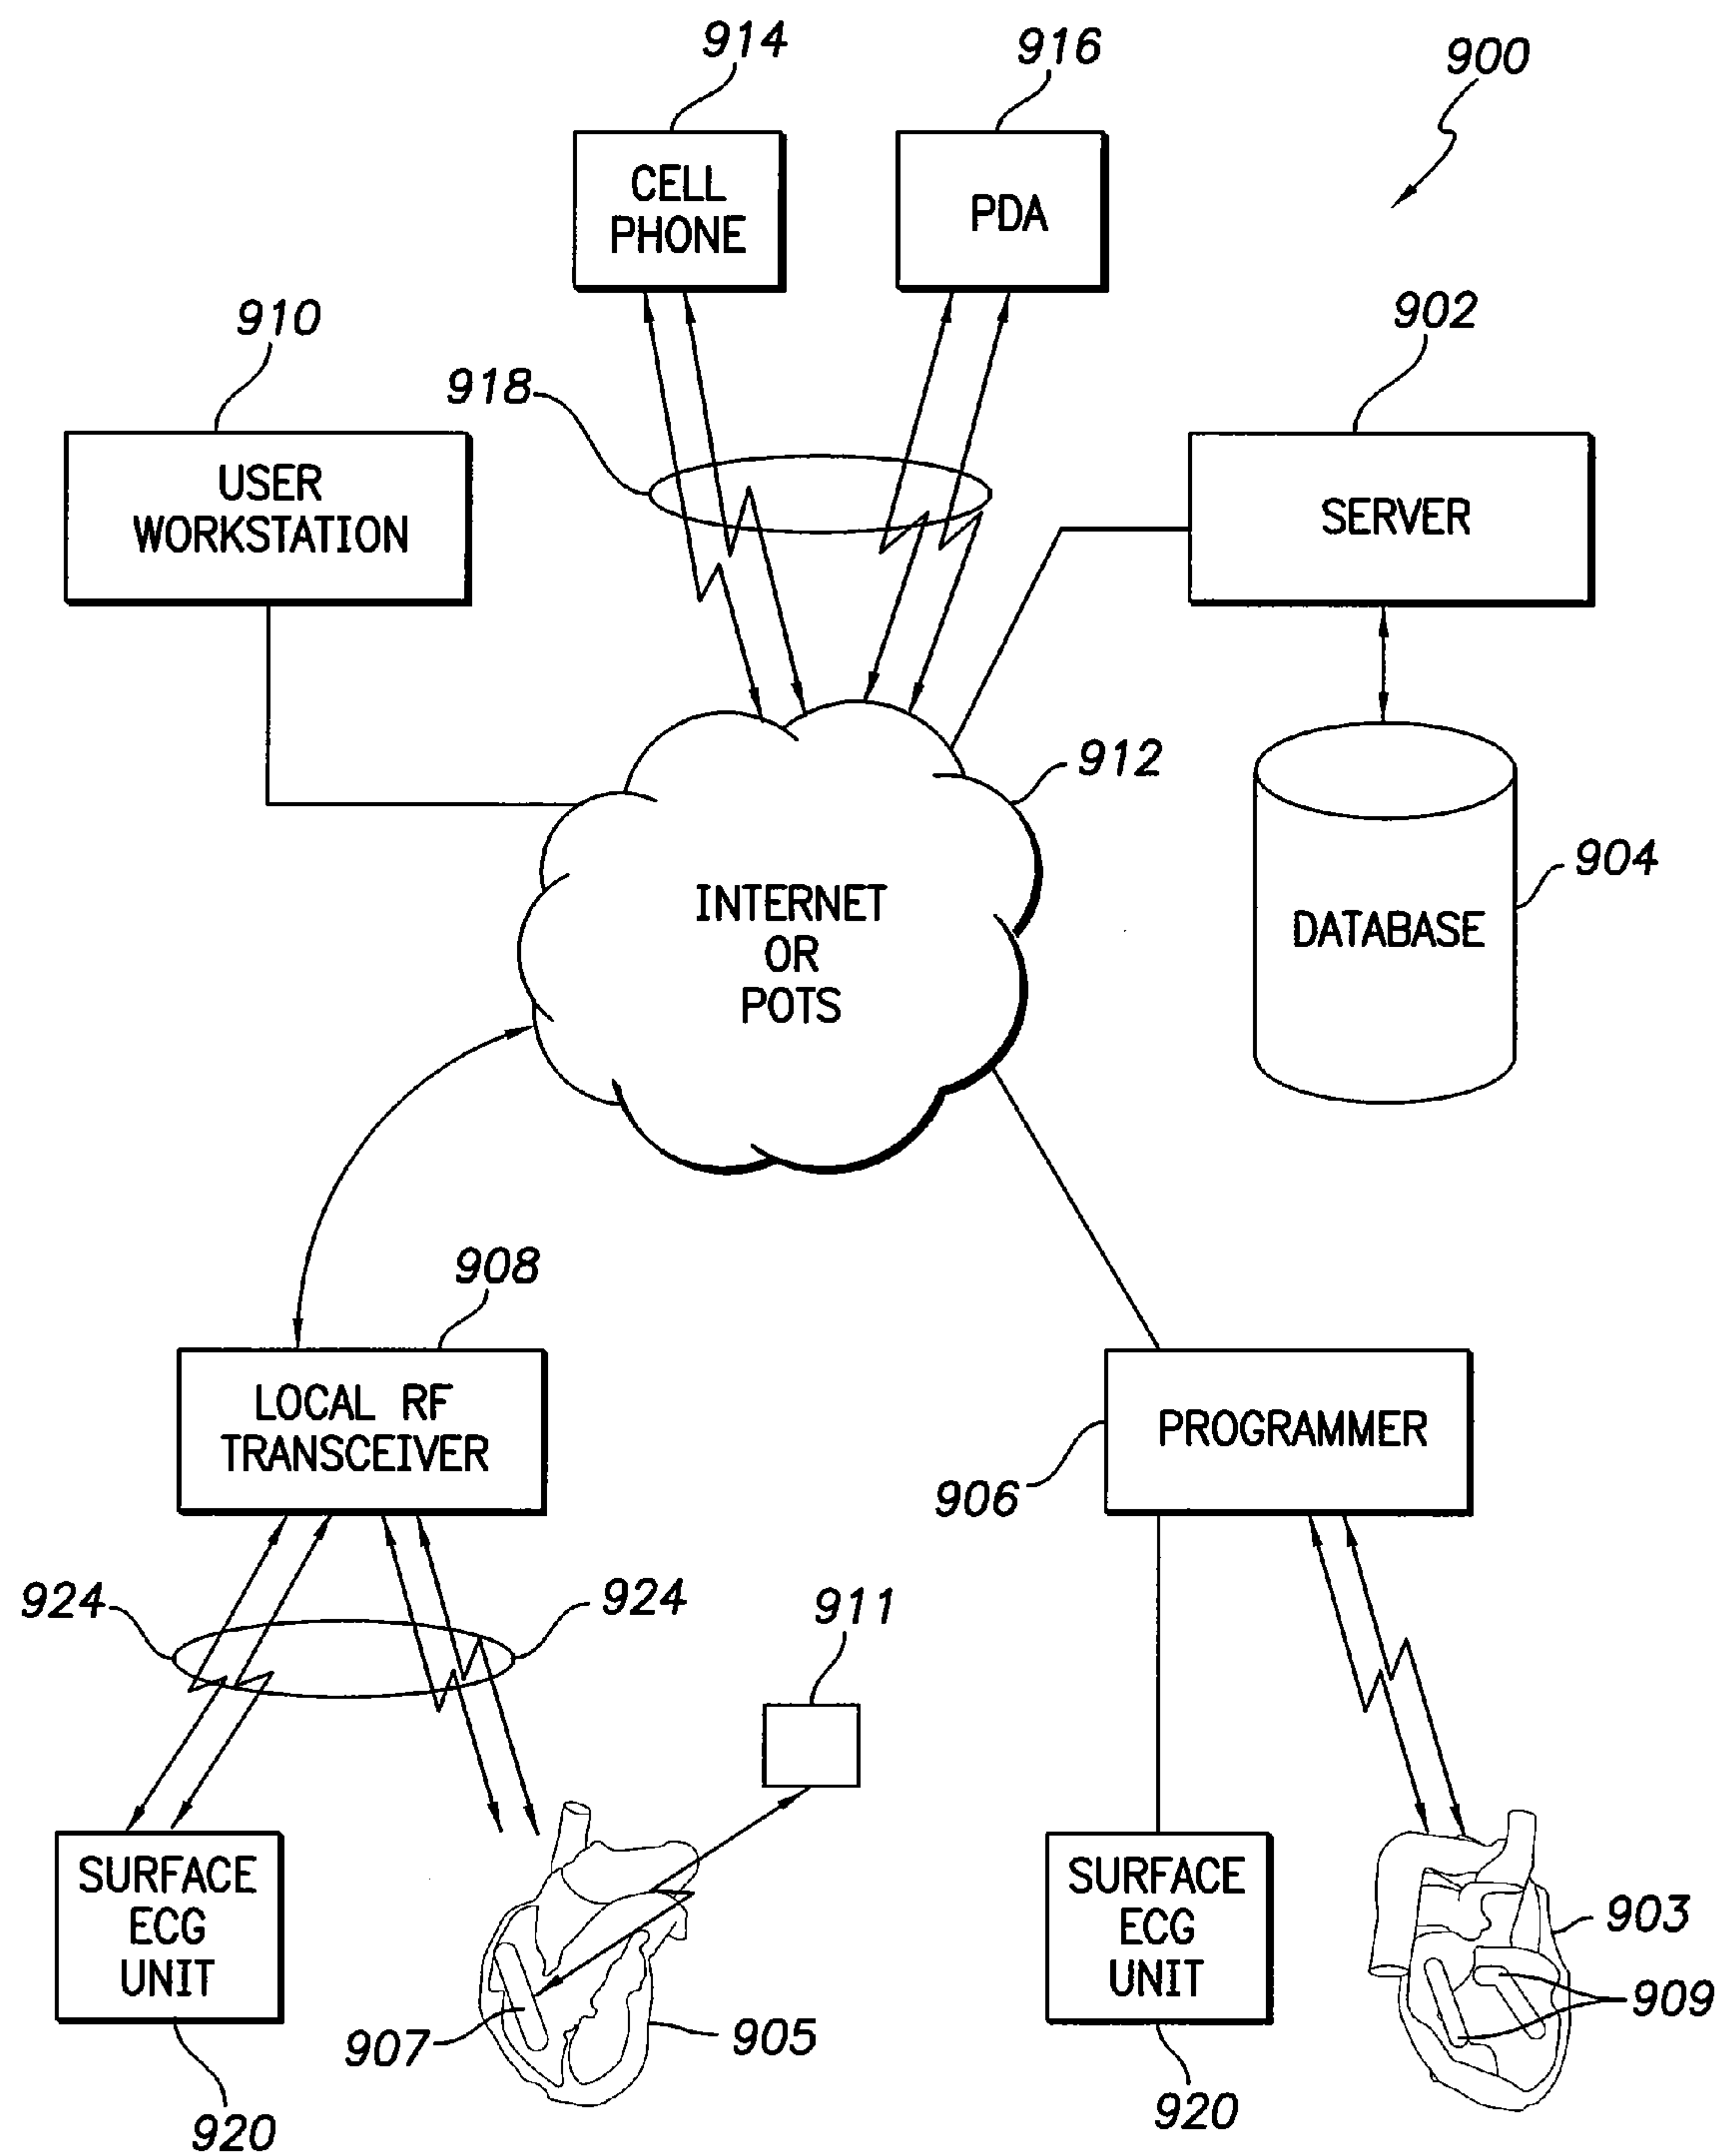 914
916
900
CELL
PHONE
PDA
910
902
918
USER
WORKSTATION
SERVER
912
904
INTERNET
OR
POTS
DATABASE
908
LOCAL RF
TRANSCEIVER
PROGRAMMER
906
924
924
911
SURFACE
ECG
UNIT
SURFACE
ECG
UNIT
903
909
907
905
920
920